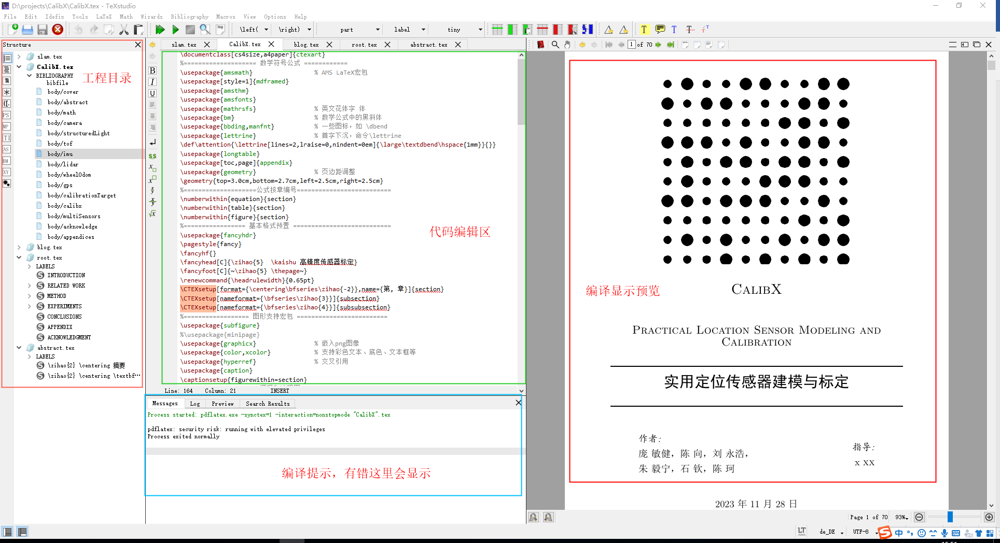 D:\projects\CalibX\CalibX.tex - TeXstudio
File Edit Idefix Tools LaTeX Math Wizards Bibliography Macros View Options Help
log \left( \right) part label tiny
Structure
slam.tex
CalibX.tex
工程目录
BIBLIOGRAPHY
bibfile
body/cover
body/abstract
body/math
body/camera
body/structuredLight
body/tof
body/imu
body/lidar
body/wheelOdom
body/gps
body/calibrationTarget
body/calibx
body/multiSensors
body/acknowledge
body/appendices
blog.tex
root.tex
LABELS
INTRODUCTION
RELATED WORK
METHOD
EXPERIMENTS
CONCLUSIONS
APPENDIX
ACKNOWLEDGMENT
abstract.tex
LABELS
\zihao{2} \centering 摘要
\zihao{2} \centering \textbf···
PS
MP
TI
AS
BM
XY
slam.tex CalibX.tex blog.tex root.tex abstract.tex
B
I
U
$$
\documentclass[cs4size,a4paper]{ctexart}
%==================== 数学符号公式 ============
\usepackage{amsmath} % AMS LaTeX宏包
\usepackage[style=1]{mdframed}
\usepackage{amsthm}
\usepackage{amsfonts}
\usepackage{mathrsfs} % 英文花体字 体
\usepackage{bm} % 数学公式中的黑斜体
\usepackage{bbding,manfnt} % 一些图标，如 \dbend
\usepackage{lettrine} % 首字下沉，命令\lettrine
\def\attention{\lettrine[lines=2,lraise=0,nindent=0em]{\large\textdbend\hspace{1mm}}{}}
\usepackage{longtable}
\usepackage[toc,page]{appendix}
\usepackage{geometry} % 页边距调整
\geometry{top=3.0cm,bottom=2.7cm,left=2.5cm,right=2.5cm}
%====================公式按章编号==========================
\numberwithin{equation}{section}
\numberwithin{table}{section}
\numberwithin{figure}{section}
%================= 基本格式预置 ===========================
代码编辑区
\usepackage{fancyhdr}
\pagestyle{fancy}
\fancyhf{}
\fancyhead[C]{\zihao{5} \kaishu 高精度传感器标定}
\fancyfoot[C]{~\zihao{5} \thepage~}
\renewcommand{\headrulewidth}{0.65pt}
\CTEXsetup[format={\centering\bfseries\zihao{-2}},name={第, 章}]{section}
\CTEXsetup[nameformat={\bfseries\zihao{3}}]{subsection}
\CTEXsetup[nameformat={\bfseries\zihao{4}}]{subsubsection}
%================== 图形支持宏包 =========================
\usepackage{subfigure}
%\usepackage{minipage}
\usepackage{graphicx} % 嵌入png图像
\usepackage{color,xcolor} % 支持彩色文本、底色、文本框等
\usepackage{hyperref} % 交叉引用
\usepackage{caption}
\captionsetup{figurewithin=section}
Line: 164 Column: 21 INSERT
Messages Log Preview Search Results
Process started: pdflatex.exe -synctex=1 -interaction=nonstopmode "CalibX".tex
pdflatex: security risk: running with elevated privileges
Process exited normally
编译提示，有错这里会显示
1 of 70
编译显示预览
CALIBX
PRACTICAL LOCATION SENSOR MODELING AND
CALIBRATION
实用定位传感器建模与标定
作者:
庞 敏健，陈 向，刘 永浩，
朱 毅宁，石 钦，陈 珂
指导:
x XX
2023 年 11 月 28 日
Page 1 of 70 93%
LT de_DE UTF-8 中